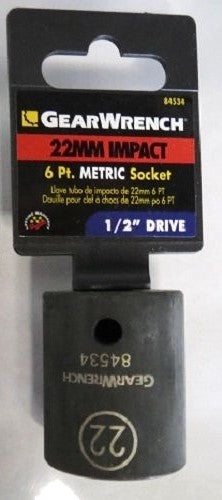 84534
GEARWRENCH
22MM IMPACT
6 Pt. METRIC Socket
Llave tubo de impacto de 22mm 6 PT
Douille pour clef a chocs de 22mm po 6 PT
1/2" DRIVE
84534
GEARWRENCH
22